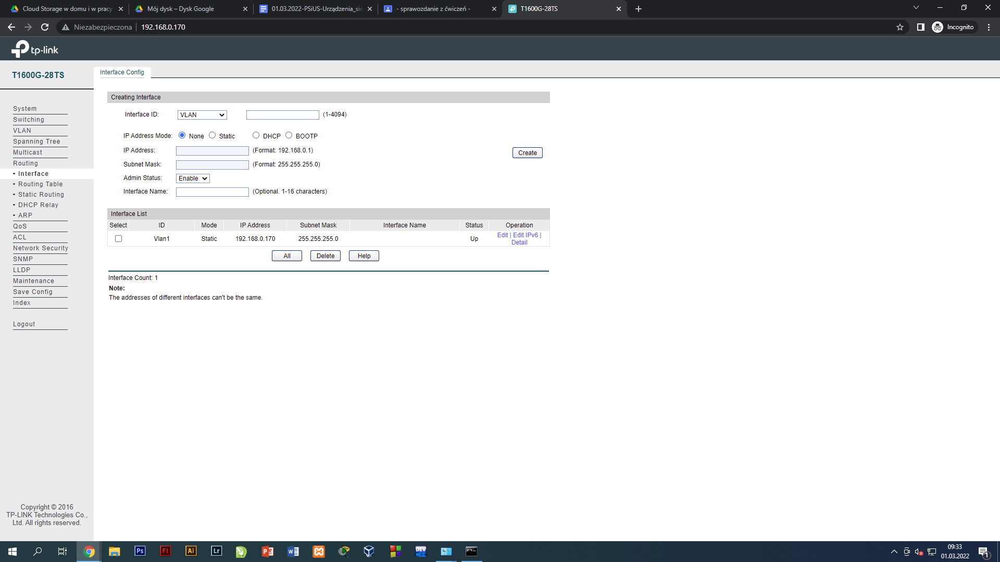 Cloud Storage w domu i w pracy
Mój dysk – Dysk Google
01.03.2022-PSiUS-Urządzenia_sie
- sprawozdanie z ćwiczeń -
T1600G-28TS
Niezabezpieczona
192.168.0.170
Incognito
tp-link
T1600G-28TS
Interface Config
System
Switching
VLAN
Spanning Tree
Multicast
Routing
• Interface
• Routing Table
• Static Routing
• DHCP Relay
• ARP
QoS
ACL
Network Security
SNMP
LLDP
Maintenance
Save Config
Index
Logout
Copyright © 2016
TP-LINK Technologies Co.,
Ltd. All rights reserved.
Creating Interface
Interface ID: VLAN (1-4094)
IP Address Mode: None Static DHCP BOOTP
IP Address: (Format: 192.168.0.1)
Create
Subnet Mask: (Format: 255.255.255.0)
Admin Status: Enable
Interface Name: (Optional. 1-16 characters)
Interface List
Select ID Mode IP Address Subnet Mask Interface Name Status Operation
Vlan1 Static 192.168.0.170 255.255.255.0 Up Edit | Edit IPv6 |
Detail
All Delete Help
Interface Count: 1
Note:
The addresses of different interfaces can't be the same.
Ps
Fl
Ai
Lr
P
W
DEV
C:\
09:33
01.03.2022
1